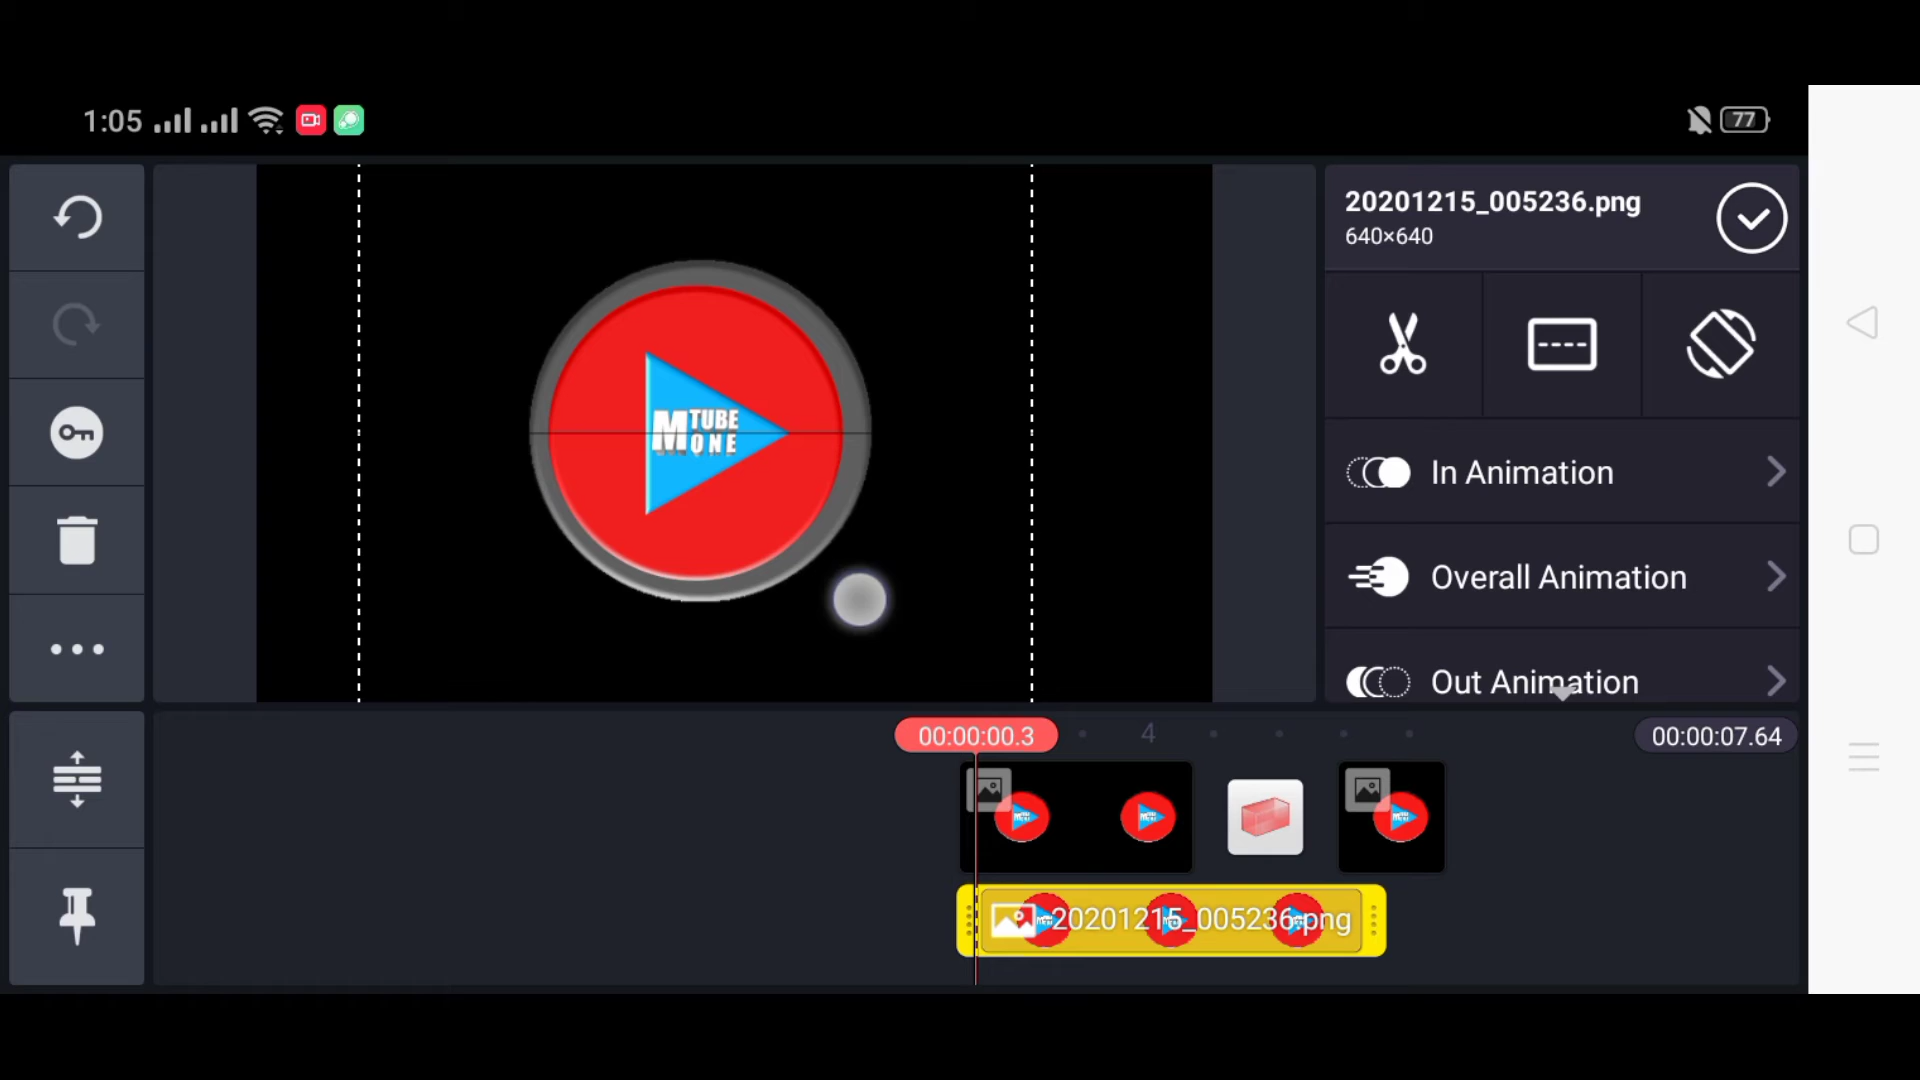 1:05
77
20201215_005236.png
640×640
M TUBE
ONE
In Animation
Overall Animation
Out Animation
00:00:00.3
4
00:00:07.64
20201215_005236.png